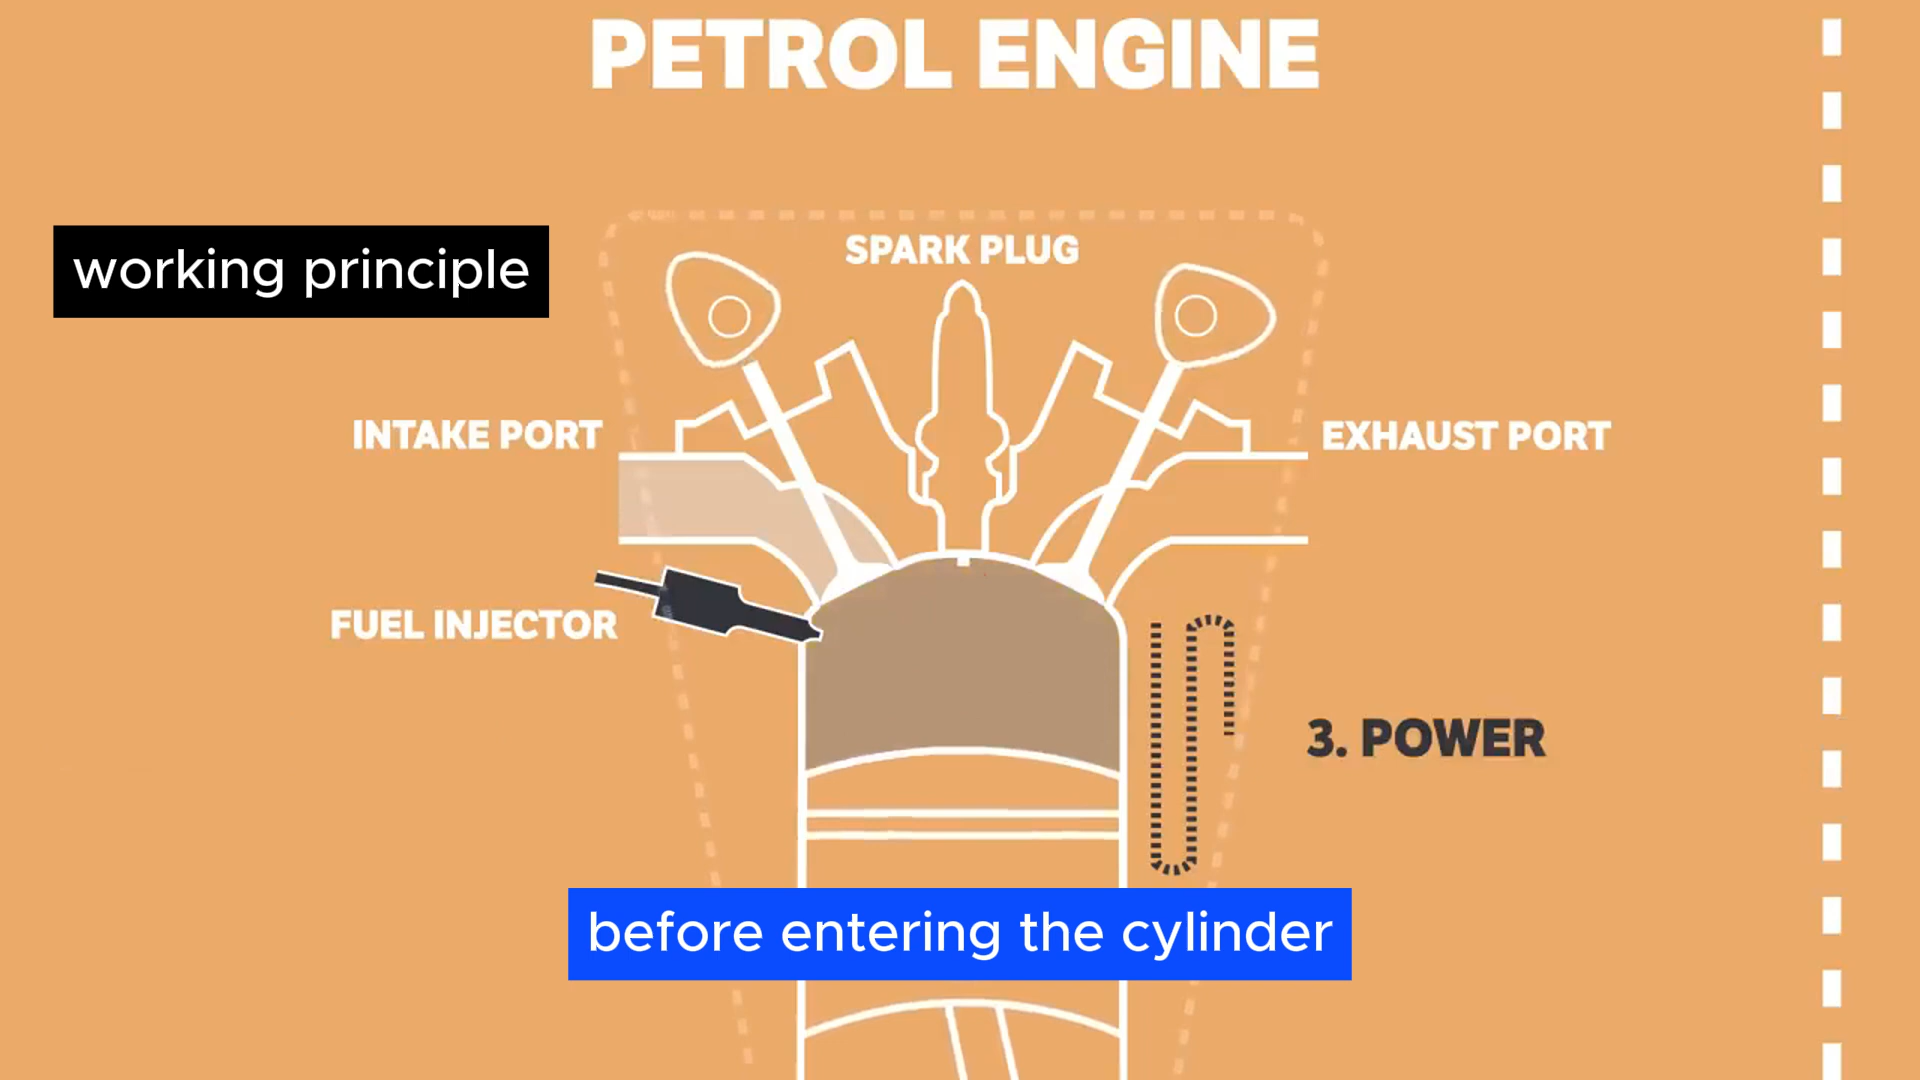 PETROL ENGINE
working principle
SPARK PLUG
INTAKE PORT
EXHAUST PORT
FUEL INJECTOR
3. POWER
before entering the cylinder